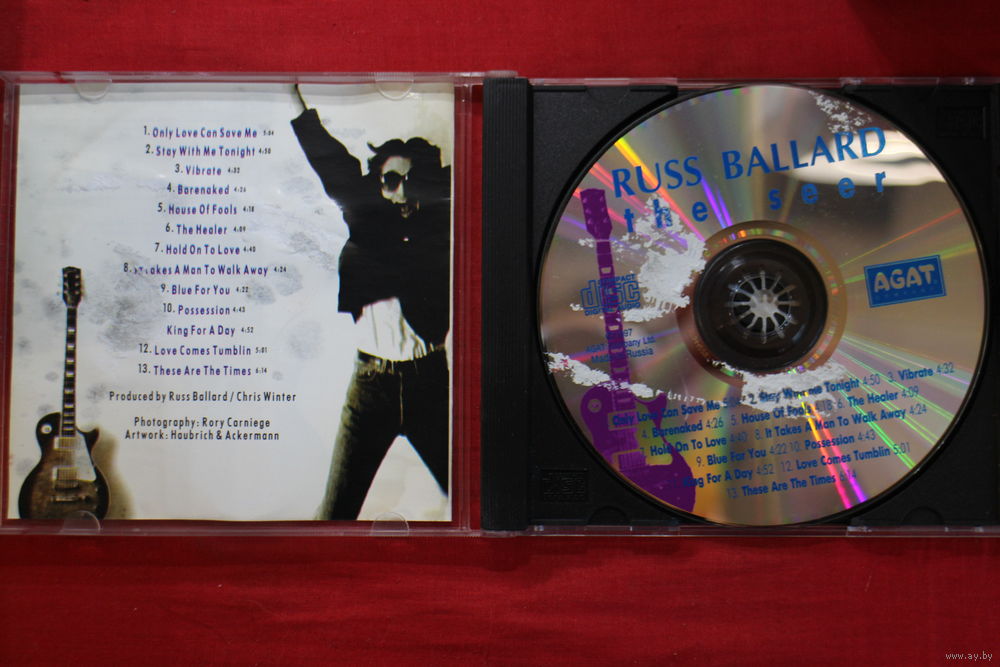 1. Only Love Can Save Me 5:04
2. Stay With Me Tonight 4:50
3. Vibrate 4:32
4. Barenaked 4:26
5. House Of Fools 4:18
6. The Healer 4:09
7. Hold On To Love 4:40
8. It Takes A Man To Walk Away 4:24
9. Blue For You 4:22
10. Possession 4:43
King For A Day 4:52
12. Love Comes Tumblin 5:01
13. These Are The Times 6:14
Produced by Russ Ballard / Chris Winter
Photography: Rory Carniege
Artwork: Haubrich & Ackermann
RUSS BALLARD
the seer
AGAT
COMPACT
disc
DIGITAL AUDIO
97
AGAT Company Ltd.
Made in Russia
Only Love Can Save Me 5:04 2. Stay With Me Tonight 4:50 3. Vibrate 4:32
4. Barenaked 4:26 5. House Of Fools 4:18 6. The Healer 4:09
7. Hold On To Love 4:40 8. It Takes A Man To Walk Away 4:24
9. Blue For You 4:22 10. Possession 4:43
King For A Day 4:52 12. Love Comes Tumblin 5:01
13. These Are The Times 6:14
www.ay.by